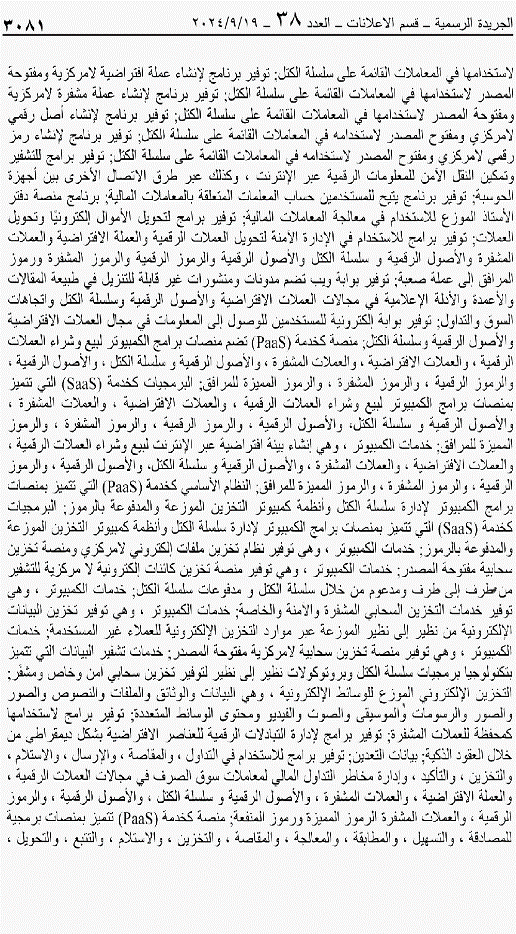 الجريدة الرسمية ــ قسم الاعلانات ــ العدد ٣٨ ــ ٢٠٢٤/٩/١٩ ٣٠٨١
لاستخدامها في المعاملات القائمة على سلسلة الكتل; توفير برنامج لإنشاء عملة افتراضية لامركزية ومفتوحة
المصدر لاستخدامها في المعاملات القائمة على سلسلة الكتل; توفير برنامج لإنشاء عملة مشفرة لامركزية
ومفتوحة المصدر لاستخدامها في المعاملات القائمة على سلسلة الكتل; توفير برنامج لإنشاء أصل رقمي
لامركزي ومفتوح المصدر لاستخدامه في المعاملات القائمة على سلسلة الكتل; توفير برنامج لإنشاء رمز
رقمي لامركزي ومفتوح المصدر لاستخدامه في المعاملات القائمة على سلسلة الكتل; توفير برامج للتشفير
وتمكين النقل الآمن للمعلومات الرقمية عبر الإنترنت ، وكذلك عبر طرق الاتصال الأخرى بين أجهزة
الحوسبة; توفير برنامج يتيح للمستخدمين حساب المعلمات المتعلقة بالمعاملات المالية; برنامج منصة دفتر
الأستاذ الموزع للاستخدام في معالجة المعاملات المالية; توفير برامج لتحويل الأموال إلكترونيًا وتحويل
العملات; توفير برامج للاستخدام في الإدارة الآمنة لتحويل العملات الرقمية والعملة الافتراضية والعملات
المشفرة والأصول الرقمية و سلسلة الكتل والأصول الرقمية والرموز الرقمية والرموز المشفرة ورموز
المرافق إلى عملة صعبة; توفير بوابة ويب تضم مدونات ومنشورات غير قابلة للتنزيل في طبيعة المقالات
والأعمدة والأدلة الإعلامية في مجالات العملات الافتراضية والأصول الرقمية وسلسلة الكتل واتجاهات
السوق والتداول; توفير بوابة إلكترونية للمستخدمين للوصول إلى المعلومات في مجال العملات الافتراضية
والأصول الرقمية وسلسلة الكتل; منصة كخدمة (PaaS) تضم منصات برامج الكمبيوتر لبيع وشراء العملات
الرقمية ، والعملات الافتراضية ، والعملات المشفرة ، والأصول الرقمية و سلسلة الكتل ، والأصول الرقمية ،
والرموز الرقمية ، والرموز المشفرة ، والرموز المميزة للمرافق; البرمجيات كخدمة (SaaS) التي تتميز
بمنصات برامج الكمبيوتر لبيع وشراء العملات الرقمية ، والعملات الافتراضية ، والعملات المشفرة ،
والأصول الرقمية و سلسلة الكتل، والأصول الرقمية ، والرموز الرقمية ، والرموز المشفرة ، والرموز
المميزة للمرافق; خدمات الكمبيوتر ، وهي إنشاء بيئة افتراضية عبر الإنترنت لبيع وشراء العملات الرقمية ،
والعملات الافتراضية ، والعملات المشفرة ، والأصول الرقمية و سلسلة الكتل، والأصول الرقمية ، والرموز
الرقمية ، والرموز المشفرة ، والرموز المميزة للمرافق; النظام الأساسي كخدمة (PaaS) التي تتميز بمنصات
برامج الكمبيوتر لإدارة سلسلة الكتل وأنظمة كمبيوتر التخزين الموزعة والمدفوعة بالرموز; البرمجيات
كخدمة (SaaS) التي تتميز بمنصات برامج الكمبيوتر لإدارة سلسلة الكتل وأنظمة كمبيوتر التخزين الموزعة
والمدفوعة بالرموز; خدمات الكمبيوتر ، وهي توفير نظام تخزين ملفات إلكتروني لامركزي ومنصة تخزين
سحابية مفتوحة المصدر; خدمات الكمبيوتر ، وهي توفير منصة تخزين كائنات إلكترونية لا مركزية للتشفير
من طرف إلى طرف ومدعوم من خلال سلسلة الكتل و مدفوعات سلسلة الكتل; خدمات الكمبيوتر ، وهي
توفير خدمات التخزين السحابي المشفرة والامنة والخاصة; خدمات الكمبيوتر ، وهي توفير تخزين البيانات
الإلكترونية من نظير إلى نظير الموزعة عبر موارد التخزين الإلكترونية للعملاء غير المستخدمة; خدمات
الكمبيوتر ، وهي توفير منصة تخزين سحابية لامركزية مفتوحة المصدر; خدمات تشفير البيانات التي تتميز
بتكنولوجيا برمجيات سلسلة الكتل وبروتوكولات نظير إلى نظير لتوفير تخزين سحابي امن وخاص ومشفر;
التخزين الإلكتروني الموزع للوسائط الإلكترونية ، وهي البيانات والوثائق والملفات والنصوص والصور
والصور والرسومات والموسيقى والصوت والفيديو ومحتوى الوسائط المتعددة; توفير برامج لاستخدامها
كمحفظة للعملات المشفرة; توفير برامج لإدارة التبادلات الرقمية للعناصر الافتراضية بشكل ديمقراطي من
خلال العقود الذكية; بيانات التعدين; توفير برامج للاستخدام في التداول ، والمقاصة ، والإرسال ، والاستلام ،
والتخزين ، والتأكيد ، وإدارة مخاطر التداول المالي لمعاملات سوق الصرف في مجالات العملات الرقمية ،
والعملة الافتراضية ، والعملات المشفرة ، والأصول الرقمية و سلسلة الكتل ، والأصول الرقمية ، والرموز
الرقمية ، والعملات المشفرة الرموز المميزة ورموز المنفعة; منصة كخدمة (PaaS) تتميز بمنصات برمجية
للمصادقة ، والتسهيل ، والمطابقة ، والمعالجة ، والمقاصة ، والتخزين ، والاستلام ، والتتبع ، والتحويل ،